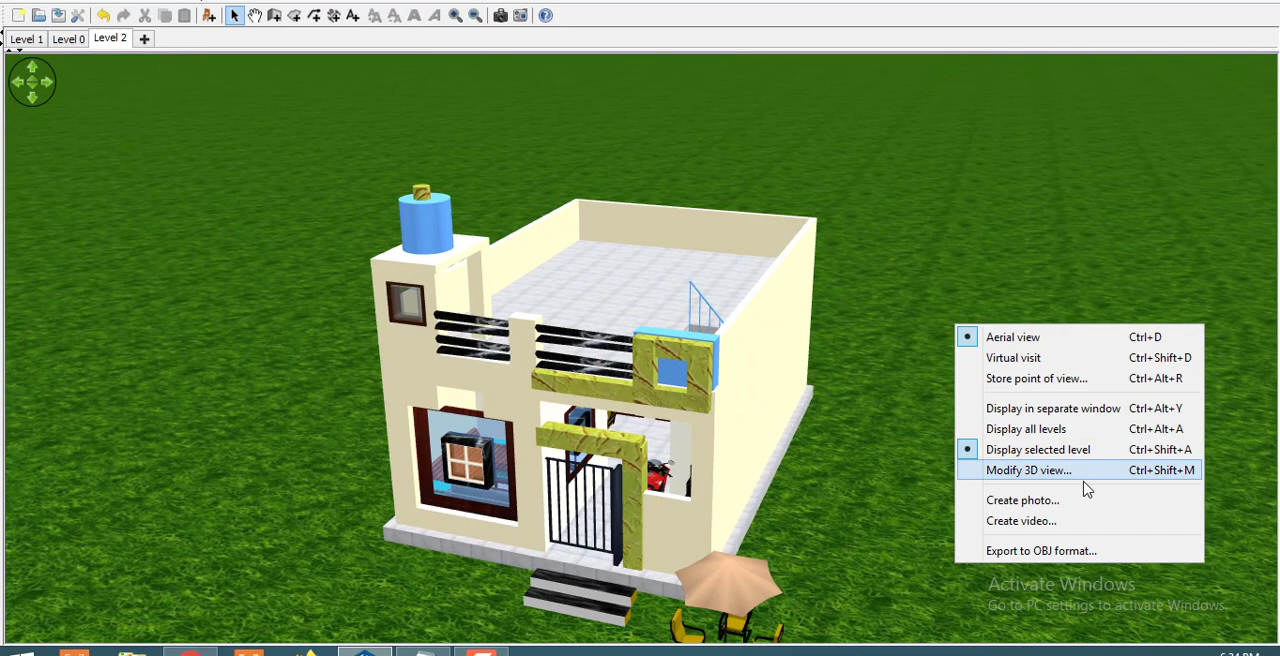 Level 1 Level 0 Level 2
Aerial view Ctrl+D
Virtual visit Ctrl+Shift+D
Store point of view... Ctrl+Alt+R
Display in separate window Ctrl+Alt+Y
Display all levels Ctrl+Alt+A
Display selected level Ctrl+Shift+A
Modify 3D view... Ctrl+Shift+M
Create photo...
Create video...
Export to OBJ format...
Activate Windows
Go to PC settings to activate Windows.